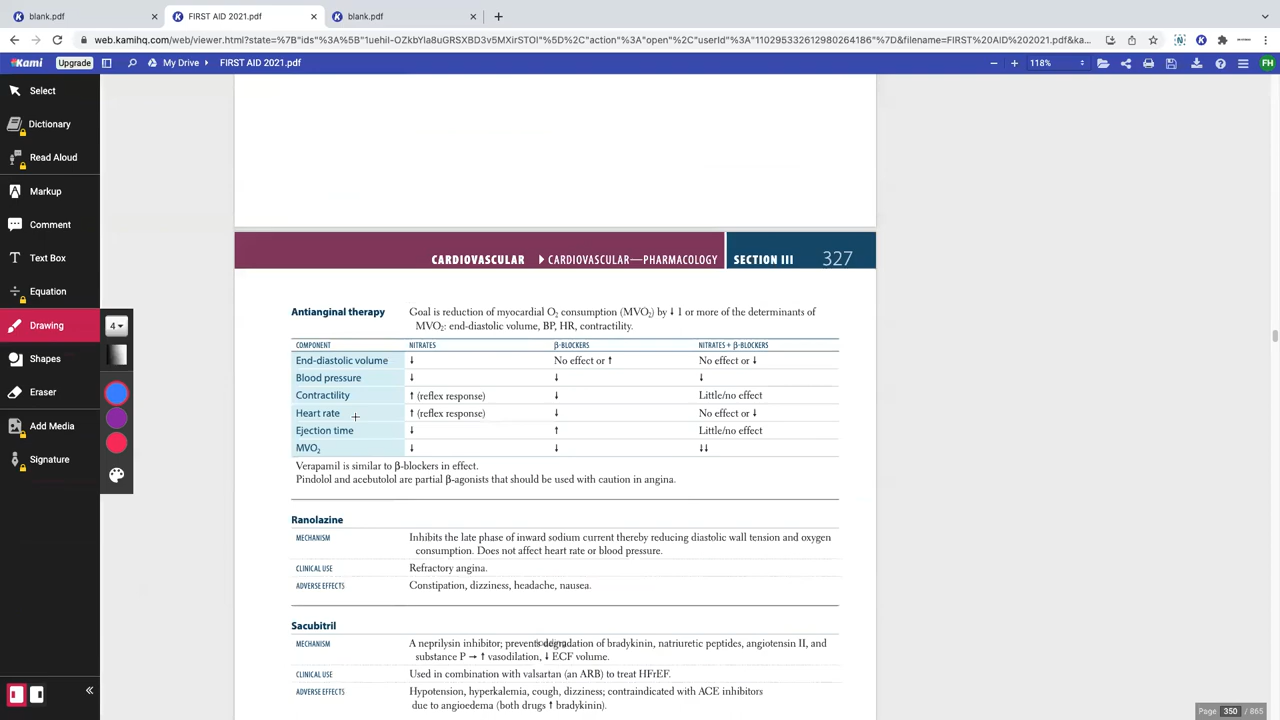 blank.pdf
FIRST AID 2021.pdf
blank.pdf
web.kamihq.com/web/viewer.html?state=%7B"ids"%3A%5B"1uehiI-OZkbYla8uGRSXBD3v5MXirSTOI"%5D%2C"action"%3A"open"%2C"userId"%3A"110295332612980264186"%7D&filename=FIRST%20AID%202021.pdf&ka...
Kami
Upgrade
My Drive
FIRST AID 2021.pdf
118%
FH
Select
Dictionary
Read Aloud
Markup
Comment
Text Box
Equation
Drawing
4
Shapes
Eraser
Add Media
Signature
CARDIOVASCULAR ▶ CARDIOVASCULAR—PHARMACOLOGY SECTION III 327
Antianginal therapy Goal is reduction of myocardial O₂ consumption (MVO₂) by ↓ 1 or more of the determinants of
MVO₂: end-diastolic volume, BP, HR, contractility.
COMPONENT NITRATES β-BLOCKERS NITRATES + β-BLOCKERS
End-diastolic volume ↓ No effect or ↑ No effect or ↓
Blood pressure ↓ ↓ ↓
Contractility ↑ (reflex response) ↓ Little/no effect
Heart rate ↑ (reflex response) ↓ No effect or ↓
Ejection time ↓ ↑ Little/no effect
MVO₂ ↓ ↓ ↓↓
Verapamil is similar to β-blockers in effect.
Pindolol and acebutolol are partial β-agonists that should be used with caution in angina.
Ranolazine
MECHANISM Inhibits the late phase of inward sodium current thereby reducing diastolic wall tension and oxygen
consumption. Does not affect heart rate or blood pressure.
CLINICAL USE Refractory angina.
ADVERSE EFFECTS Constipation, dizziness, headache, nausea.
Sacubitril
MECHANISM A neprilysin inhibitor; prevents degradation of bradykinin, natriuretic peptides, angiotensin II, and
substance P → ↑ vasodilation, ↓ ECF volume.
CLINICAL USE Used in combination with valsartan (an ARB) to treat HFrEF.
ADVERSE EFFECTS Hypotension, hyperkalemia, cough, dizziness; contraindicated with ACE inhibitors
due to angioedema (both drugs ↑ bradykinin).
Page 350 / 865